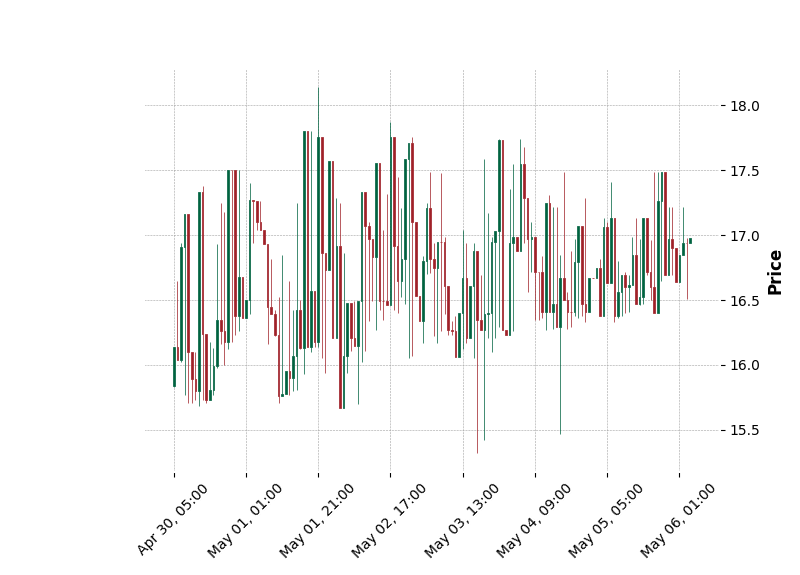 18.0
17.5
17.0
16.5
16.0
15.5
Price
Apr 30, 05:00
May 01, 01:00
May 01, 21:00
May 02, 17:00
May 03, 13:00
May 04, 09:00
May 05, 05:00
May 06, 01:00